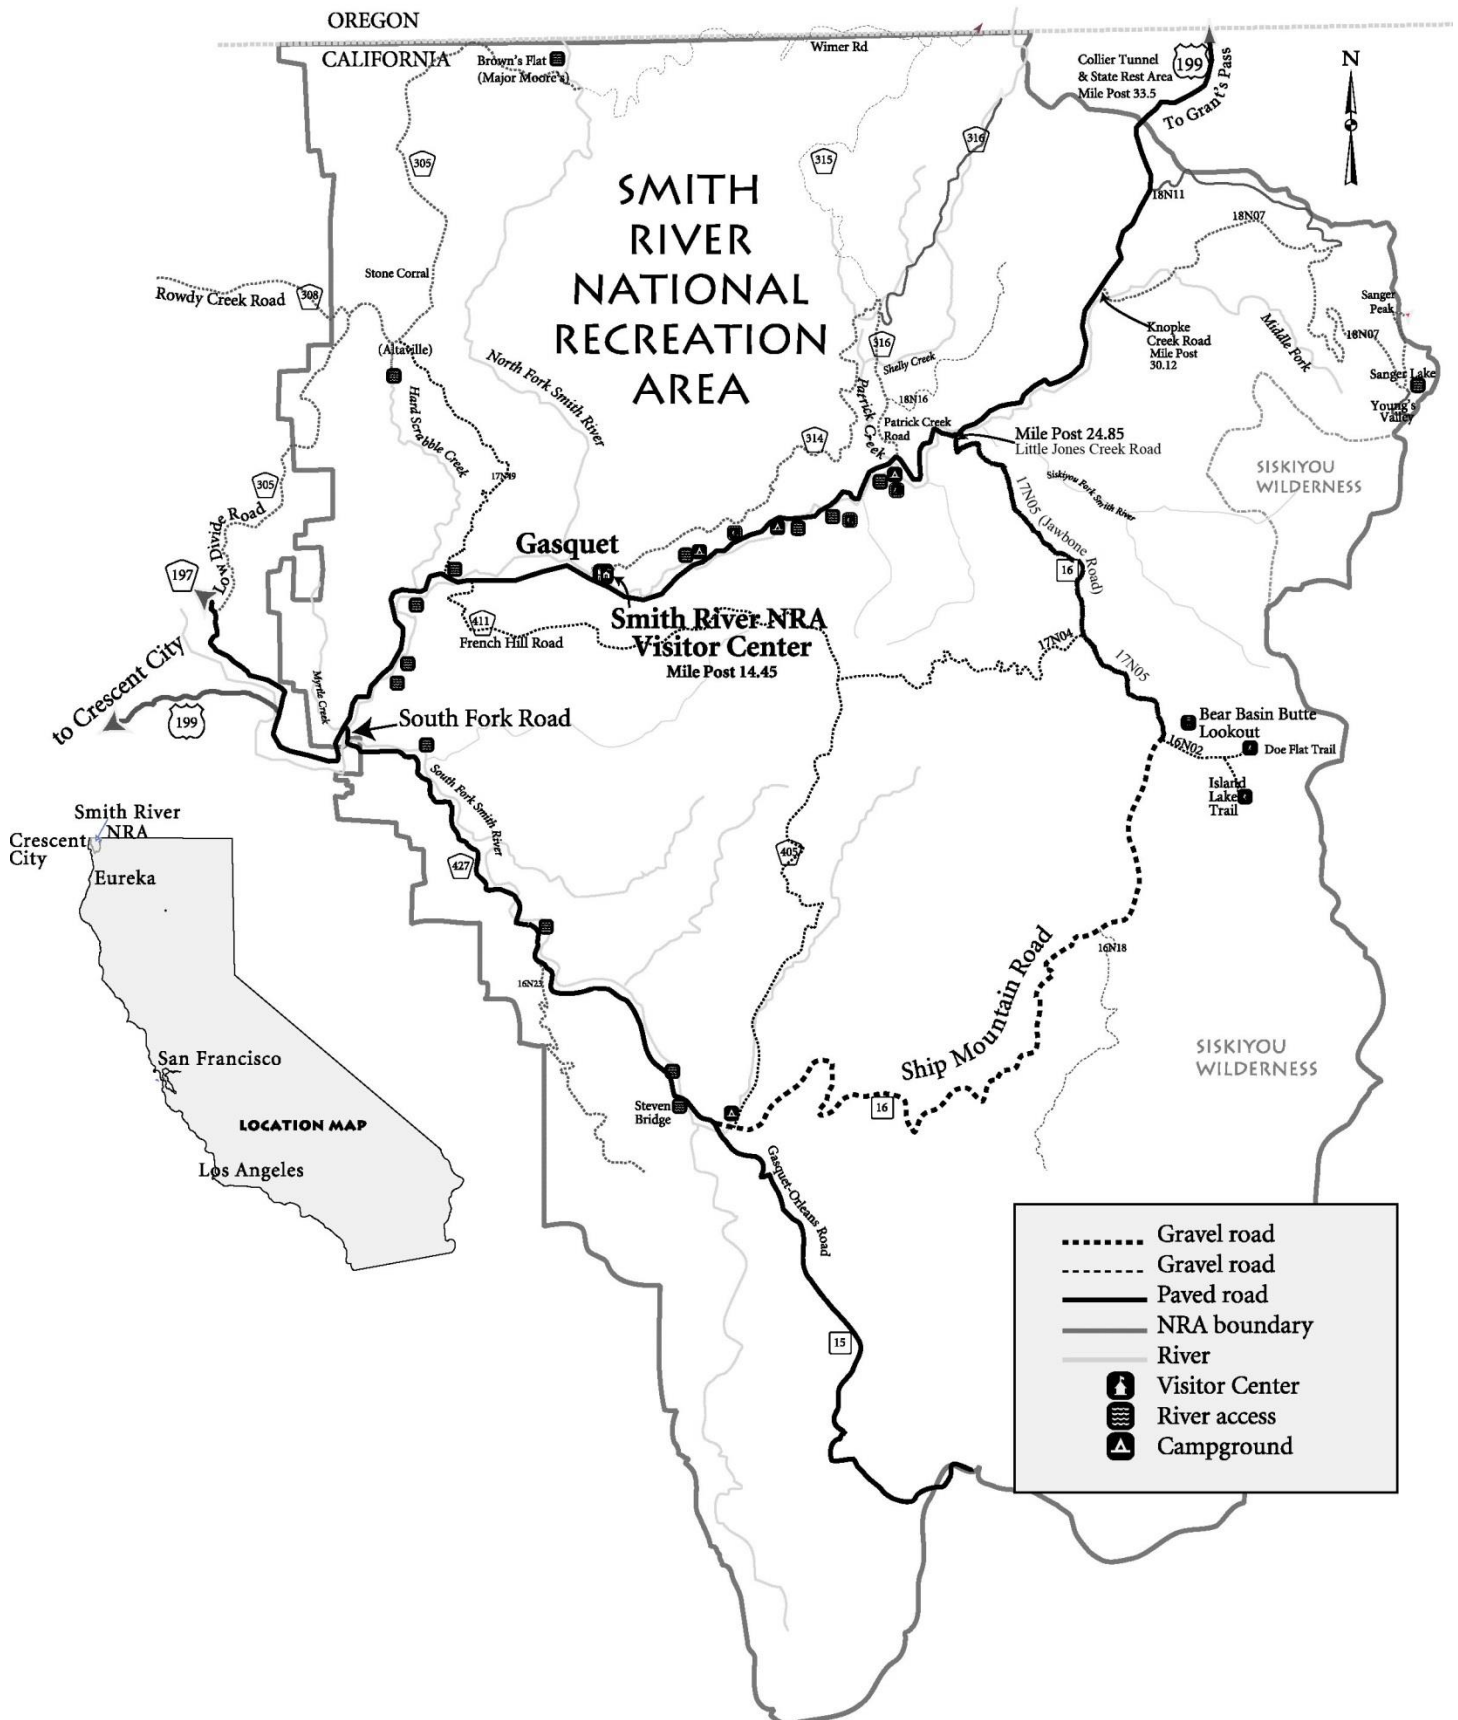 OREGON
CALIFORNIA
Brown's Flat
(Major Moore's)
Wimer Rd
Collier Tunnel
& State Rest Area
Mile Post 33.5
199
To Grant's Pass
N
305
315
316
18N11
18N07
SMITH
RIVER
NATIONAL
RECREATION
AREA
Stone Corral
Rowdy Creek Road
308
(Altaville)
Hard Scrabble Creek
North Fork Smith River
316
Shelly Creek
Patrick Creek
18N16
Patrick Creek
Road
Knopke
Creek Road
Mile Post
30.12
Middle Fork
Sanger
Peak
18N07
Sanger Lake
Young's
Valley
314
Mile Post 24.85
Little Jones Creek Road
SISKIYOU
WILDERNESS
17N49
305
Low Divide Road
197
Siskiyou Fork Smith River
17N05 (Jawbone Road)
16
Gasquet
Smith River NRA
Visitor Center
Mile Post 14.45
411
French Hill Road
17N04
17N05
to Crescent City
199
Myrtle Creek
South Fork Road
Bear Basin Butte
Lookout
16N02
Doe Flat Trail
Island
Lake
Trail
South Fork Smith River
427
405
Smith River
NRA
Crescent
City
Eureka
San Francisco
LOCATION MAP
Los Angeles
16N23
16N18
Ship Mountain Road
16
SISKIYOU
WILDERNESS
Steven
Bridge
Gasquet-Orleans Road
15
Gravel road
Gravel road
Paved road
NRA boundary
River
Visitor Center
River access
Campground